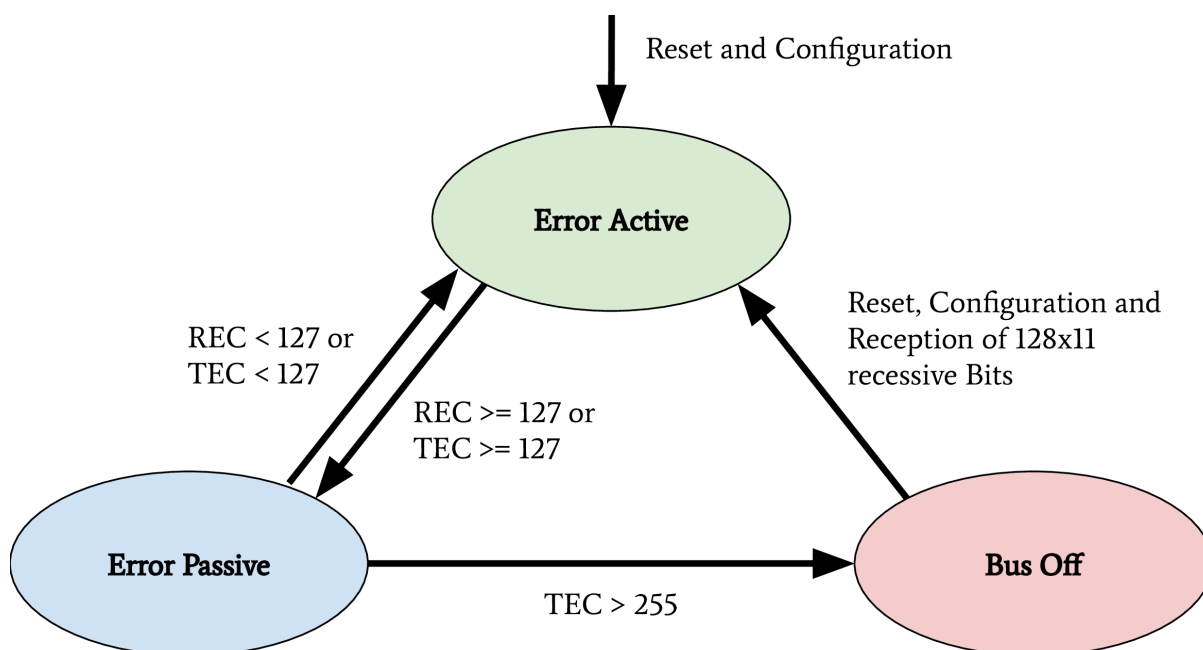 Reset and Configuration
Error Active
REC < 127 or
TEC < 127
Reset, Configuration and
Reception of 128x11
recessive Bits
REC >= 127 or
TEC >= 127
Error Passive
Bus Off
TEC > 255